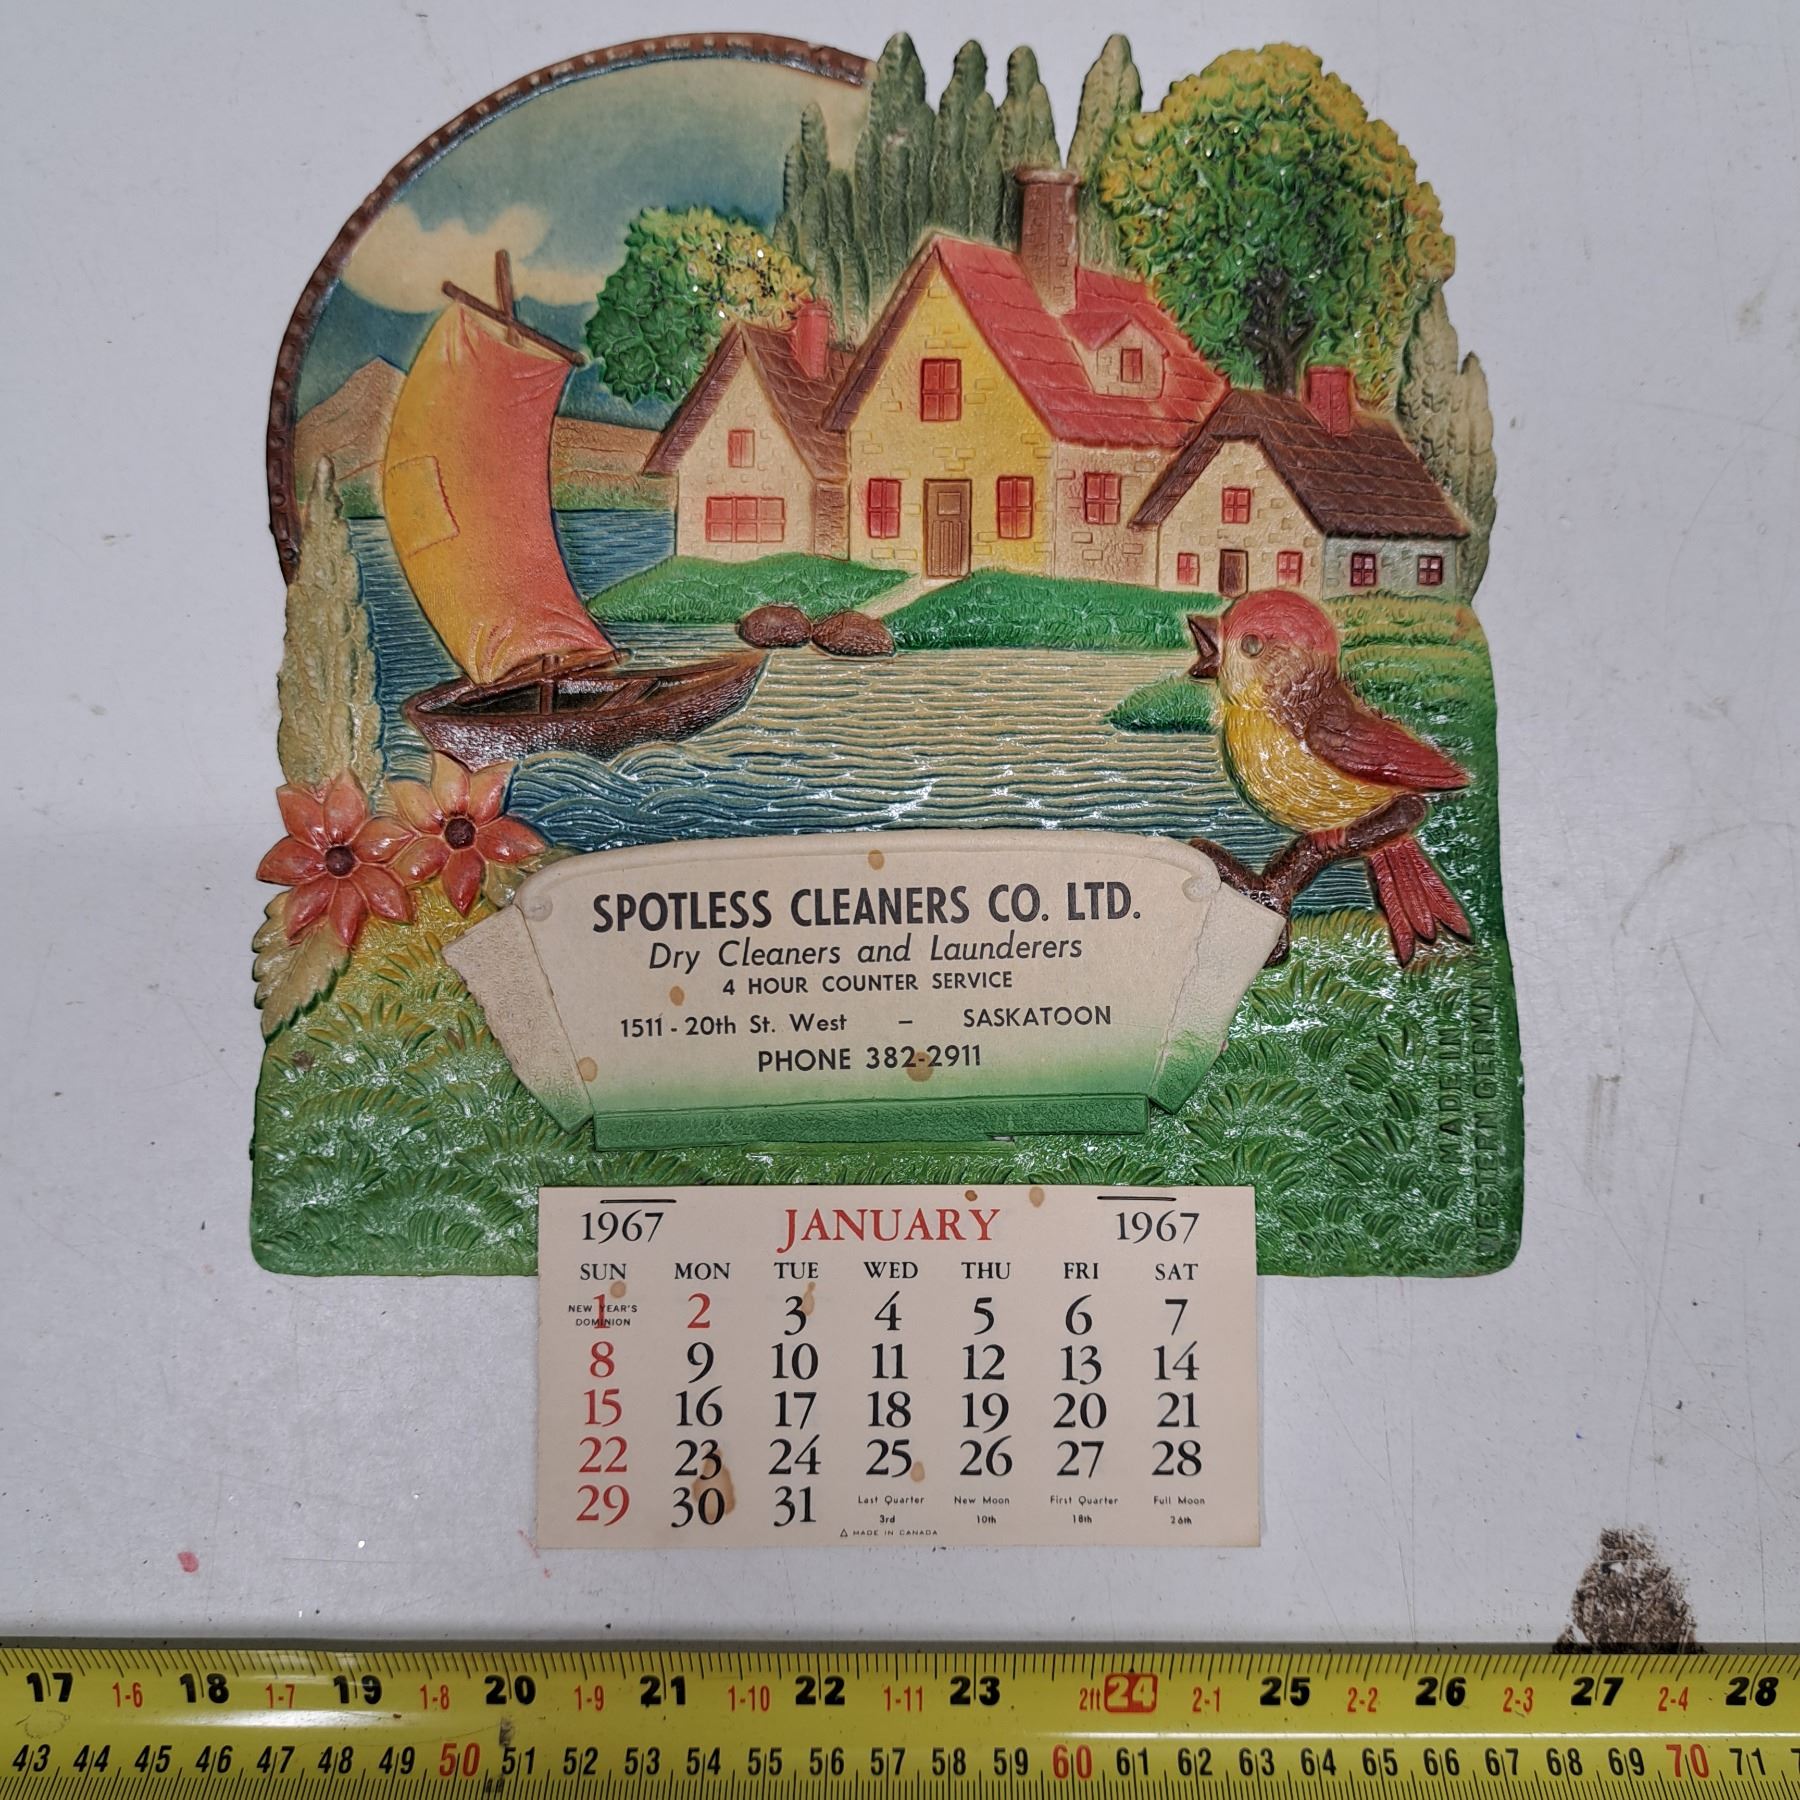 SPOTLESS CLEANERS CO. LTD.
Dry Cleaners and Launderers
4 HOUR COUNTER SERVICE
1511 - 20th St. West – SASKATOON
PHONE 382-2911
MADE IN
WESTERN GERMANY
1967 JANUARY 1967
SUN MON TUE WED THU FRI SAT
NEW YEAR'S
DOMINION
1 2 3 4 5 6 7
8 9 10 11 12 13 14
15 16 17 18 19 20 21
22 23 24 25 26 27 28
29 30 31
Last Quarter New Moon First Quarter Full Moon
3rd 10th 18th 26th
△ MADE IN CANADA
17 1-6 18 1-7 19 1-8 20 1-9 21 1-10 22 1-11 23 2ft 24 2-1 25 2-2 26 2-3 27 2-4 28
43 44 45 46 47 48 49 50 51 52 53 54 55 56 57 58 59 60 61 62 63 64 65 66 67 68 69 70 71